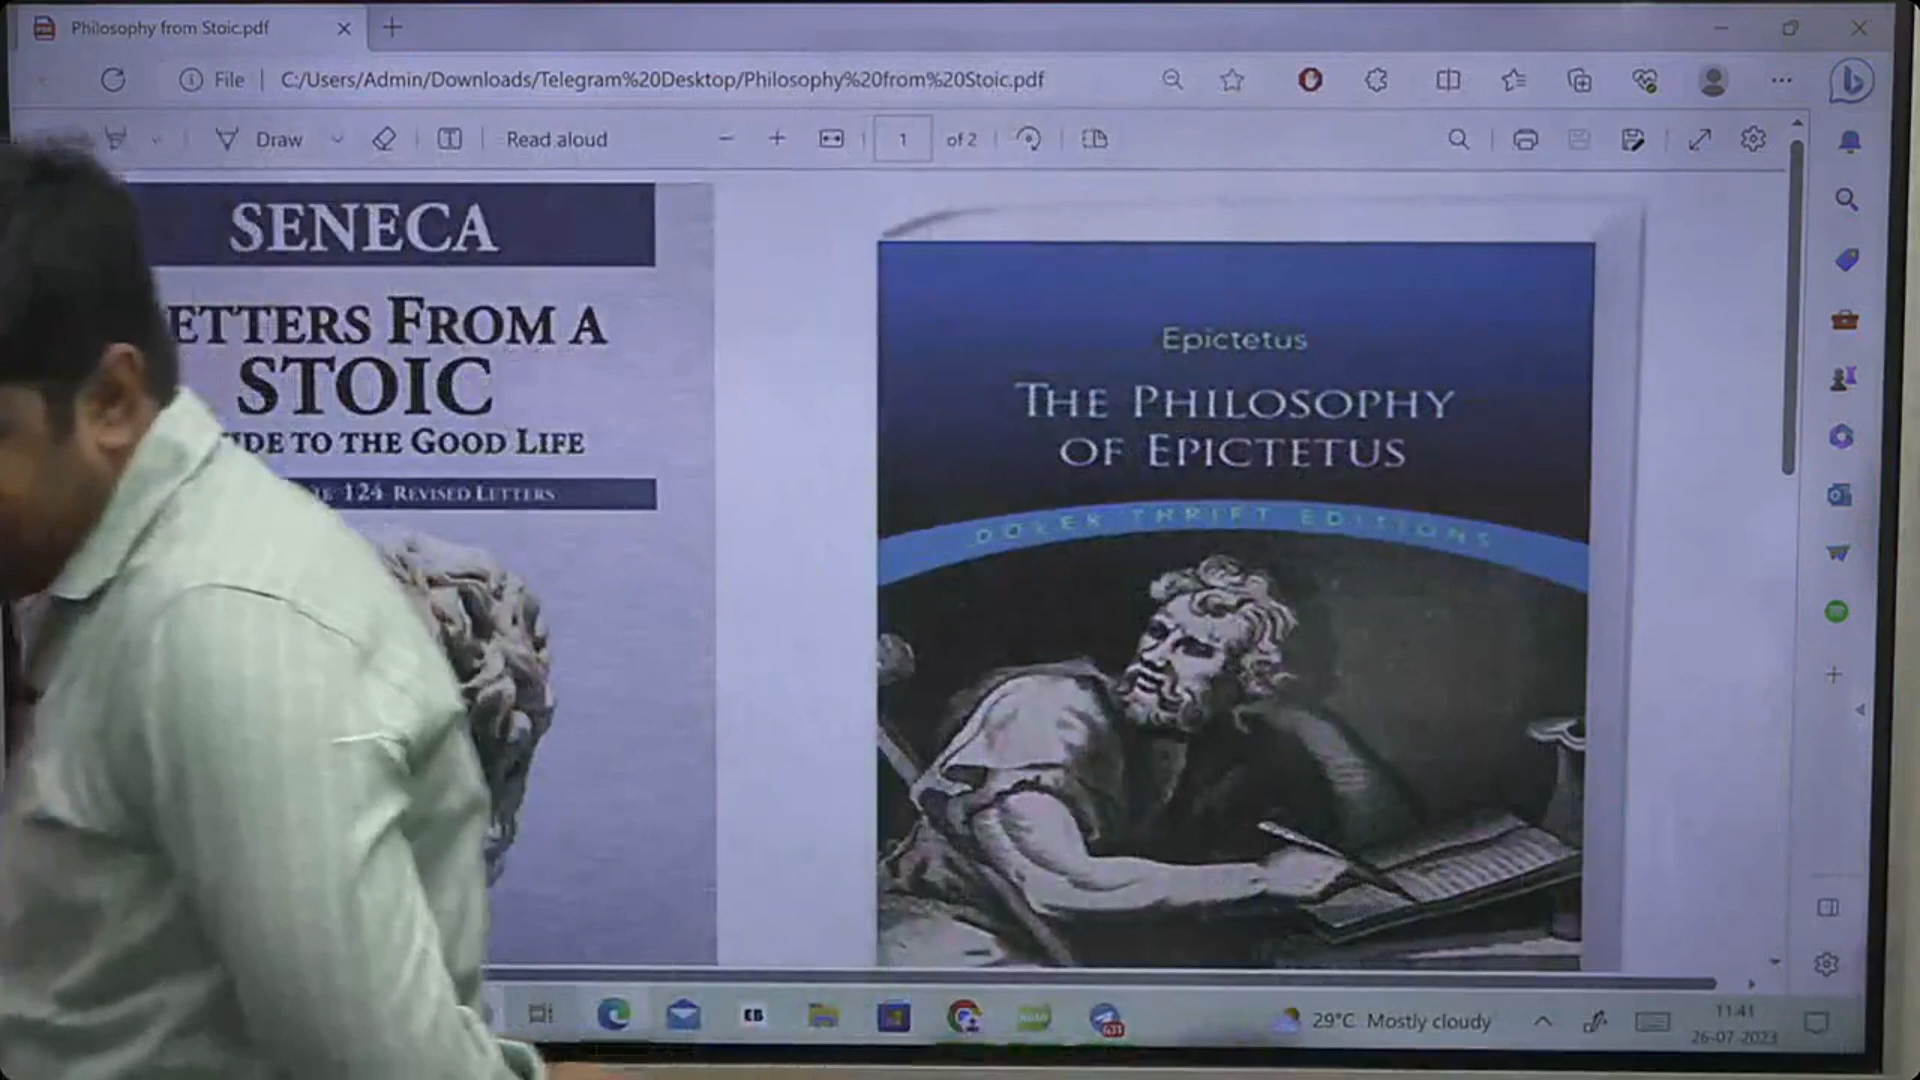 Philosophy from Stoic.pdf
File C:/Users/Admin/Downloads/Telegram%20Desktop/Philosophy%20from%20Stoic.pdf
Draw Read aloud 1 of 2
SENECA
ETTERS FROM A
STOIC
IDE TO THE GOOD LIFE
124 REVISED LETTERS
Epictetus
THE PHILOSOPHY
OF EPICTETUS
DOVER THRIFT EDITIONS
29°C Mostly cloudy
11:41
26-07-2023
431